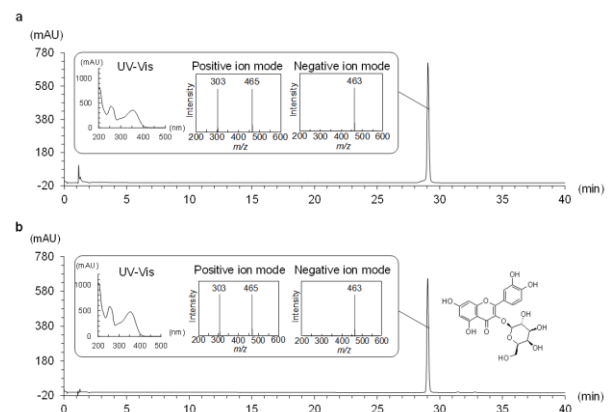 a
(mAU)
780
580
380
180
-20
0 5 10 15 20 25 30 35 40
(min)
UV-Vis
(mAU)
1000
500
0
200 300 400 500
(nm)
Positive ion mode
Intensity
303 465
200 300 400 500 600
m/z
Negative ion mode
Intensity
463
200 300 400 500 600
m/z
b
(mAU)
780
580
380
180
-20
0 5 10 15 20 25 30 35 40
(min)
UV-Vis
(mAU)
1000
500
0
200 300 400 500
(nm)
Positive ion mode
Intensity
303 465
200 300 400 500 600
m/z
Negative ion mode
Intensity
463
200 300 400 500 600
m/z
OH
OH
HO
O
O
OH
OH
O
O
OH
OH
HO